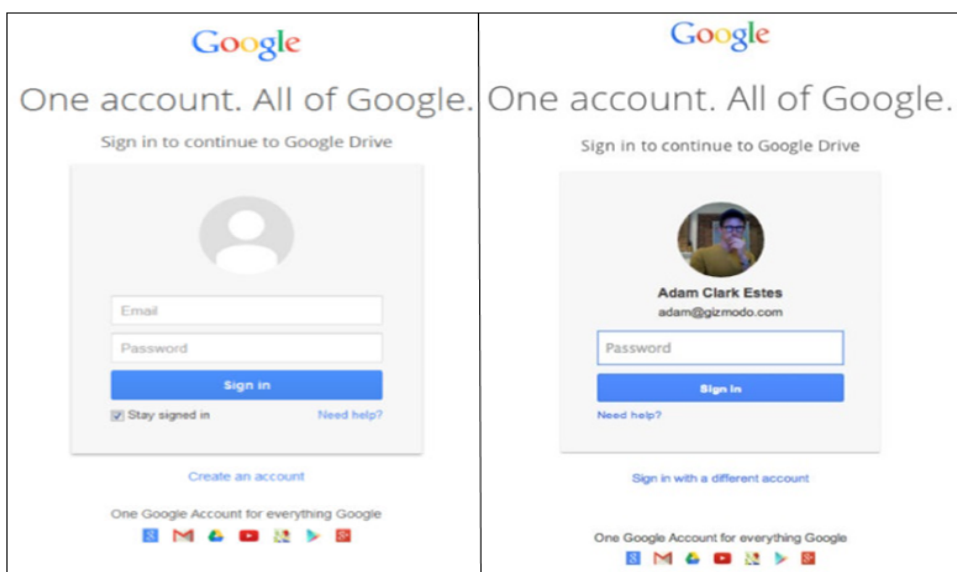 Google
One account. All of Google.
Sign in to continue to Google Drive
Email
Password
Sign in
Stay signed in
Need help?
Create an account
One Google Account for everything Google
Google
One account. All of Google.
Sign in to continue to Google Drive
Adam Clark Estes
adam@gizmodo.com
Password
Sign In
Need help?
Sign in with a different account
One Google Account for everything Google